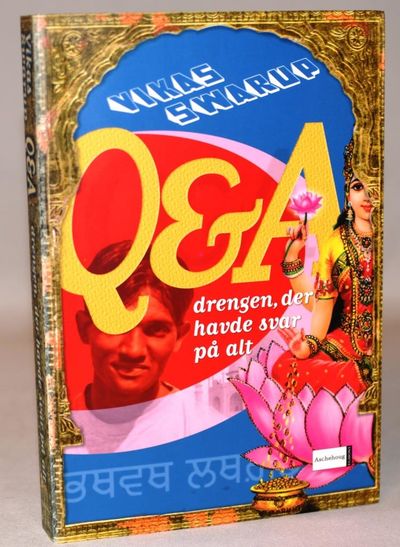 VIKAS
SWARUP
Q&A
drengen, der
havde svar
på alt
Aschehoug
Q&A